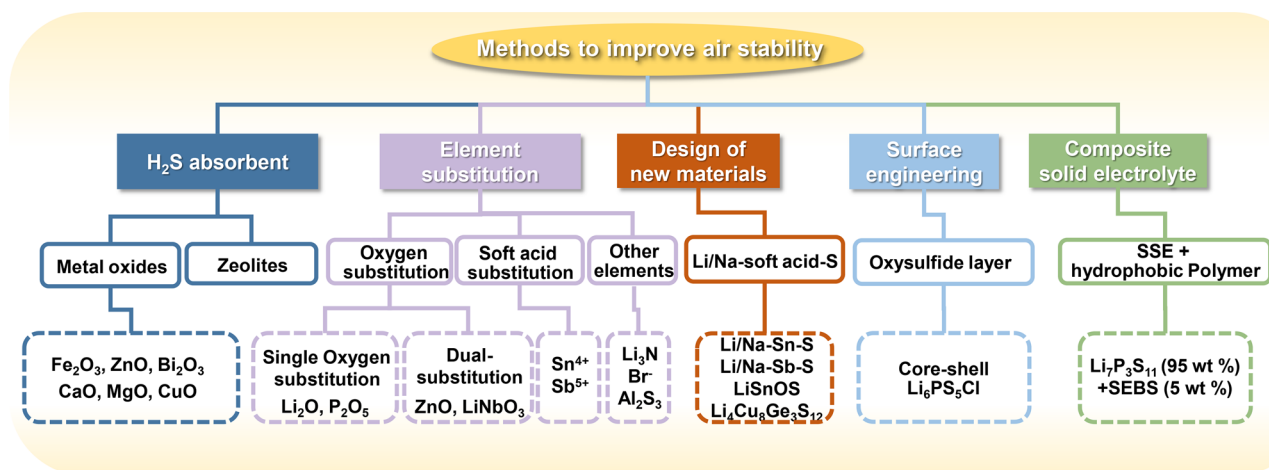 Methods to improve air stability
H₂S absorbent
Element
substitution
Design of
new materials
Surface
engineering
Composite
solid electrolyte
Metal oxides
Zeolites
Oxygen
substitution
Soft acid
substitution
Other
elements
Li/Na-soft acid-S
Oxysulfide layer
SSE +
hydrophobic Polymer
Fe₂O₃, ZnO, Bi₂O₃
CaO, MgO, CuO
Single Oxygen
substitution
Li₂O, P₂O₅
Dual-
substitution
ZnO, LiNbO₃
Sn⁴⁺
Sb⁵⁺
Li₃N
Br⁻
Al₂S₃
Li/Na-Sn-S
Li/Na-Sb-S
LiSnOS
Li₄Cu₈Ge₃S₁₂
Core-shell
Li₆PS₅Cl
Li₇P₃S₁₁ (95 wt %)
+SEBS (5 wt %)